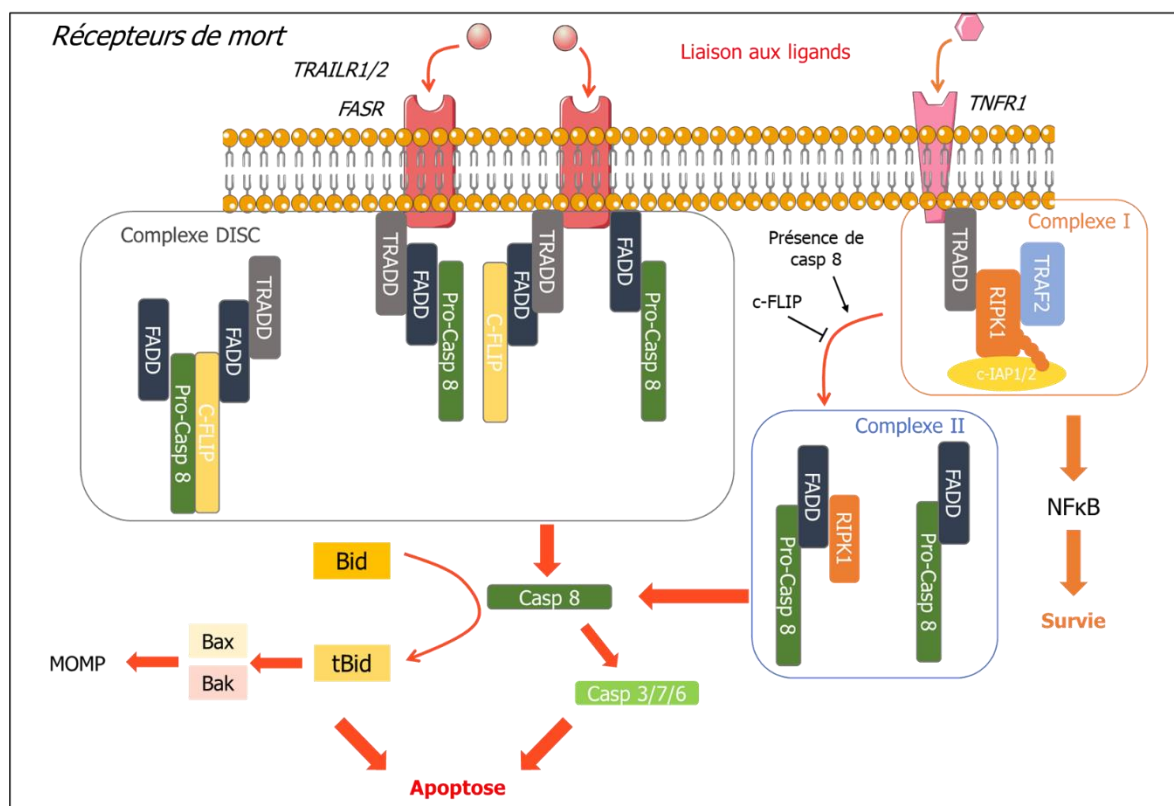 Récepteurs de mort
Liaison aux ligands
TRAILR1/2
FASR
TNFR1
Complexe DISC
FADD
Pro-Casp 8
C-FLIP
FADD
TRADD
TRADD
FADD
Pro-Casp 8
C-FLIP
FADD
TRADD
FADD
Pro-Casp 8
Présence de
casp 8
c-FLIP
Complexe I
TRADD
RIPK1
TRAF2
c-IAP1/2
Complexe II
Pro-Casp 8
FADD
RIPK1
Pro-Casp 8
FADD
NFκB
Survie
Bid
Casp 8
MOMP
Bax
Bak
tBid
Casp 3/7/6
Apoptose